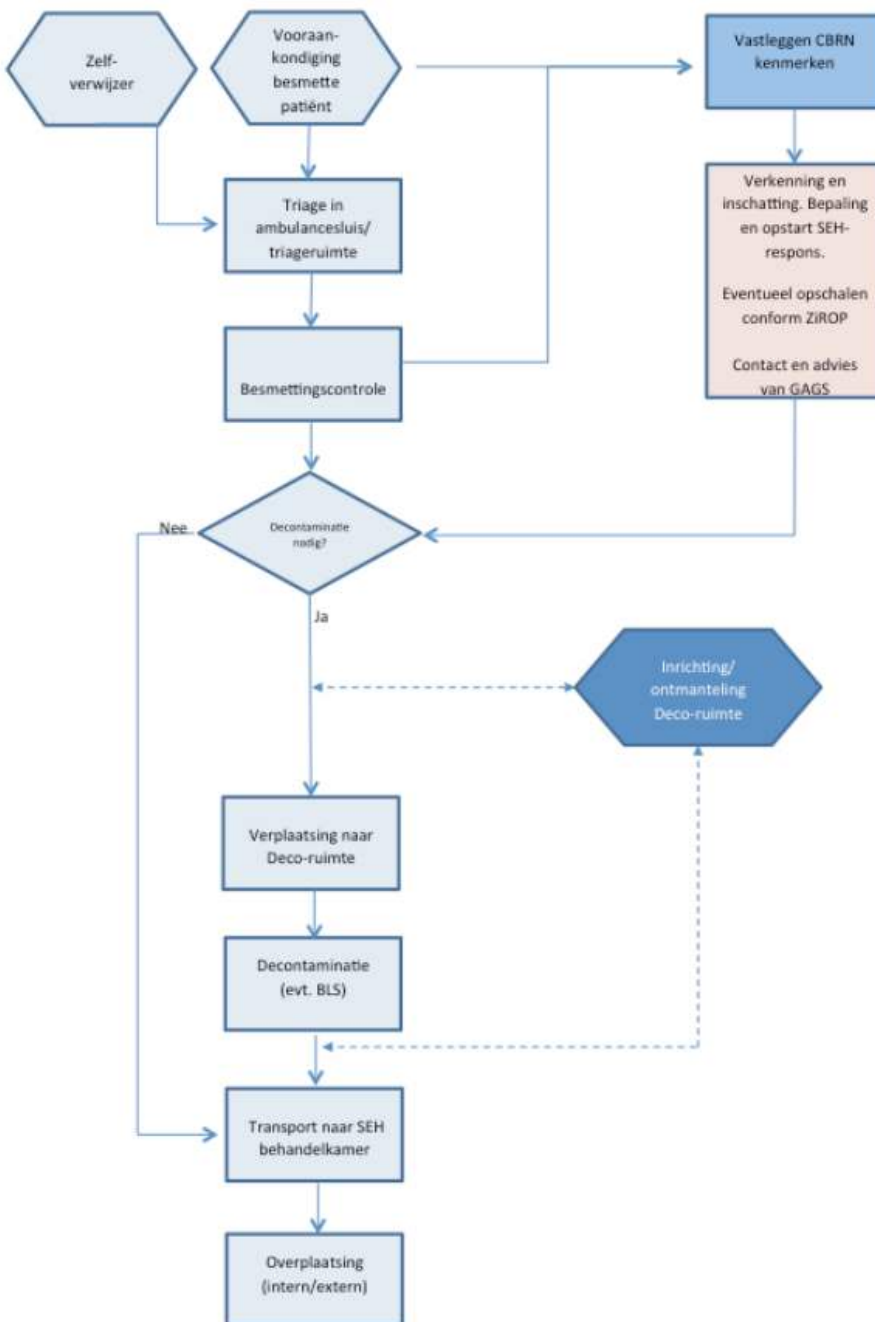 Zelf-
verwijzer
Vooraan-
kondiging
besmette
patiënt
Vastleggen CBRN
kenmerken
Triage in
ambulancesluis/
triageruimte
Verkenning en
inschatting. Bepaling
en opstart SEH-
respons.
Eventueel opschalen
conform ZiROP
Contact en advies
van GAGS
Besmettingscontrole
Decontaminatie
nodig?
Nee
Ja
Inrichting/
ontmanteling
Deco-ruimte
Verplaatsing naar
Deco-ruimte
Decontaminatie
(evt. BLS)
Transport naar SEH
behandelkamer
Overplaatsing
(intern/extern)